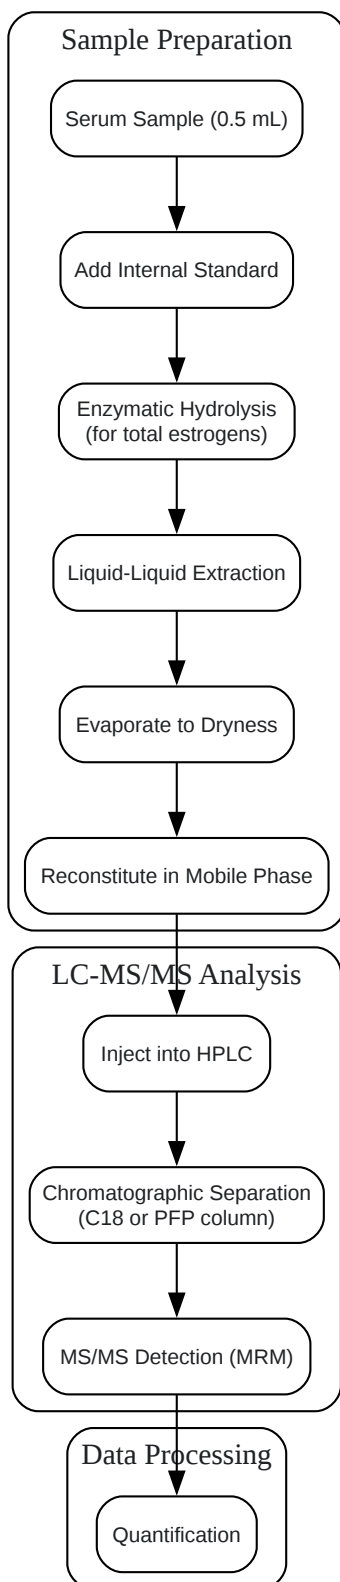 Sample Preparation
Serum Sample (0.5 mL)
Add Internal Standard
Enzymatic Hydrolysis
(for total estrogens)
Liquid-Liquid Extraction
Evaporate to Dryness
Reconstitute in Mobile Phase
LC-MS/MS Analysis
Inject into HPLC
Chromatographic Separation
(C18 or PFP column)
MS/MS Detection (MRM)
Data Processing
Quantification